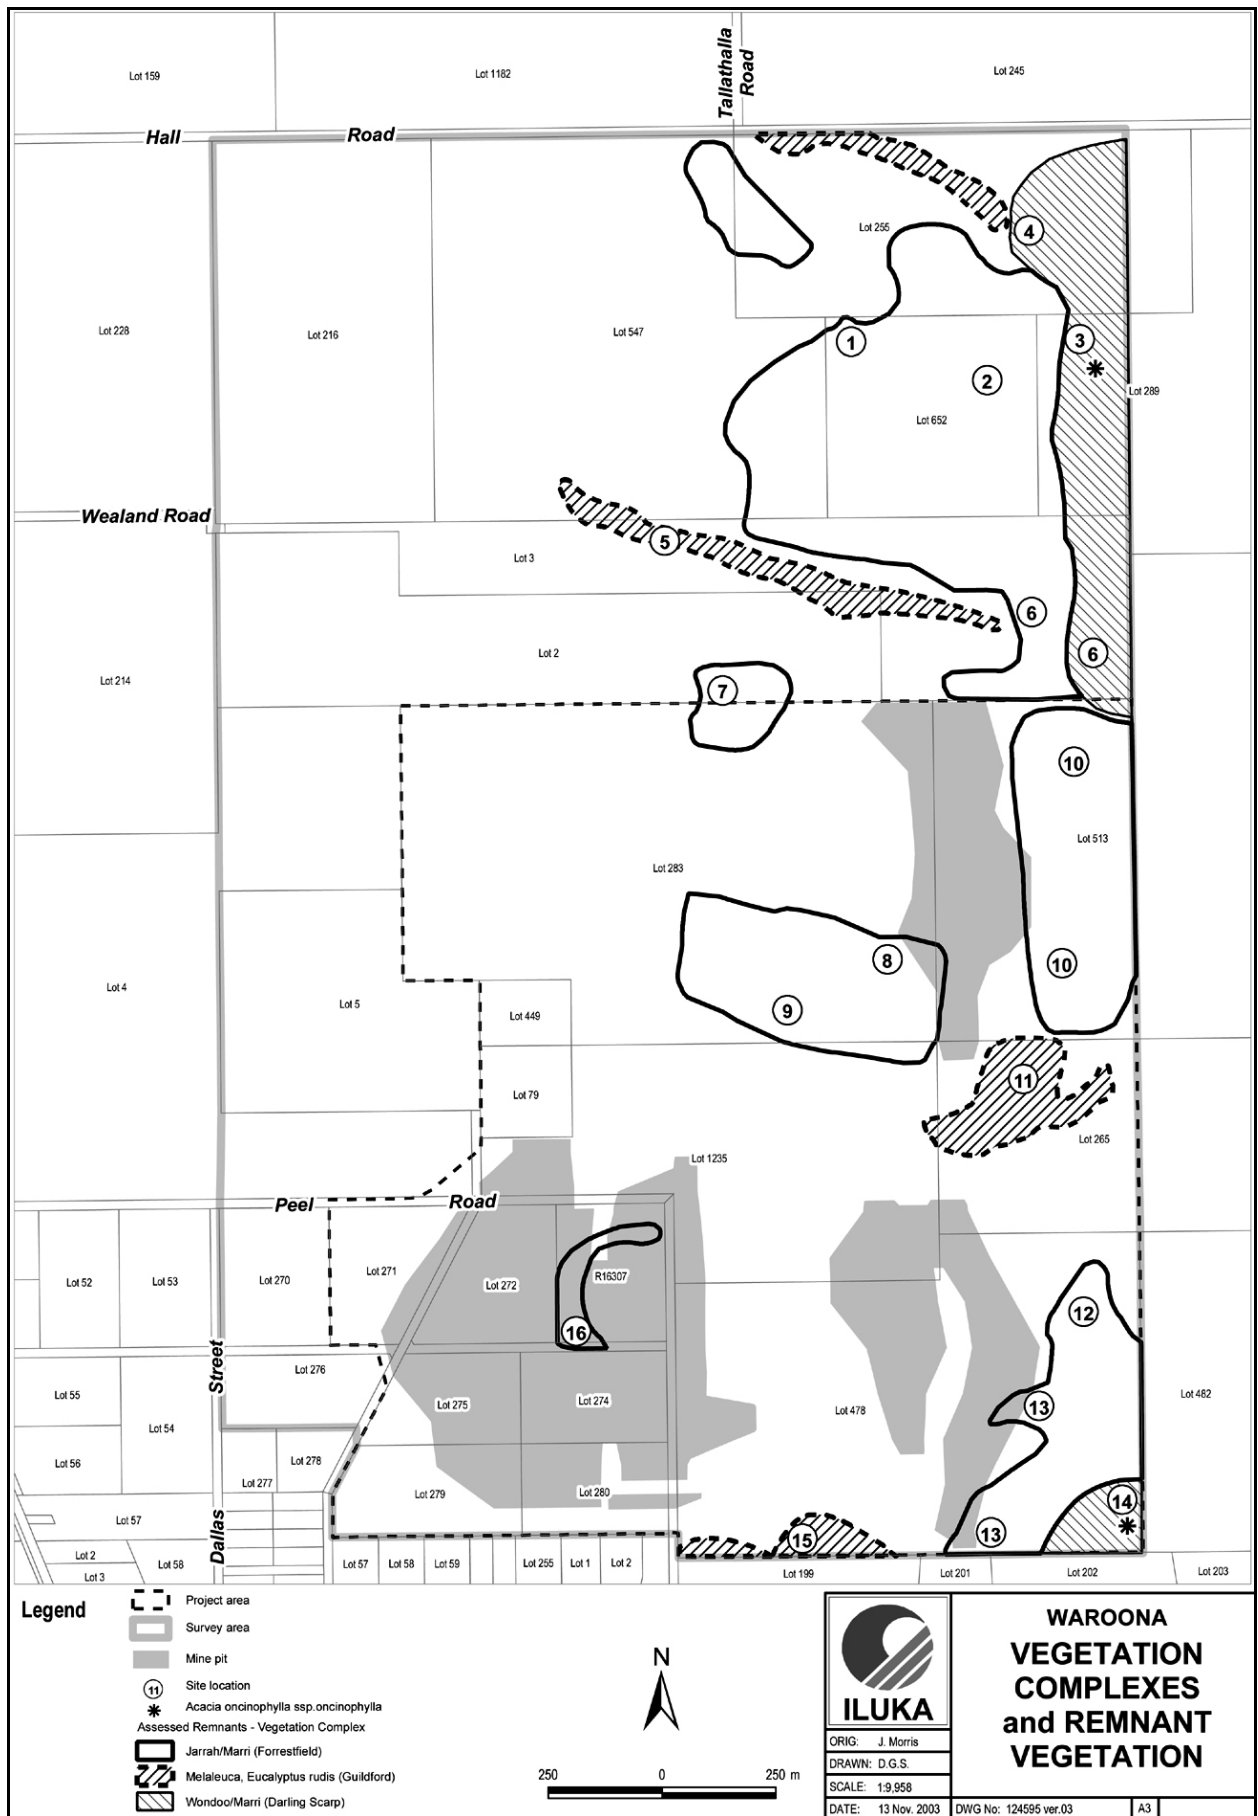 Lot 159
Lot 1182
Tallathalla
Road
Lot 245
Hall Road
Lot 255
Lot 228
Lot 216
Lot 547
4
1
2
3
Lot 652
Lot 289
Wealand Road
5
Lot 3
6
Lot 2
6
Lot 214
7
10
Lot 513
Lot 283
8
10
9
Lot 4
Lot 5
Lot 449
Lot 79
11
Lot 265
Lot 1235
Peel Road
Lot 52
Lot 53
Lot 270
Lot 271
Lot 272
R16307
16
12
Lot 276
Street
Lot 55
Lot 54
Lot 275
Lot 274
Lot 478
13
Lot 482
Lot 56
Lot 277
Lot 278
Lot 279
Lot 280
14
Lot 57
Dallas
15
13
Lot 2
Lot 3
Lot 58
Lot 57
Lot 58
Lot 59
Lot 255
Lot 1
Lot 2
Lot 199
Lot 201
Lot 202
Lot 203
Legend
Project area
Survey area
Mine pit
11 Site location
Acacia oncinophylla ssp.oncinophylla
Assessed Remnants - Vegetation Complex
Jarrah/Marri (Forrestfield)
Melaleuca, Eucalyptus rudis (Guildford)
Wondoo/Marri (Darling Scarp)
N
250 0 250 m
ILUKA
ORIG: J. Morris
DRAWN: D.G.S.
SCALE: 1:9,958
DATE: 13 Nov. 2003
WAROONA
VEGETATION
COMPLEXES
and REMNANT
VEGETATION
DWG No: 124595 ver.03
A3